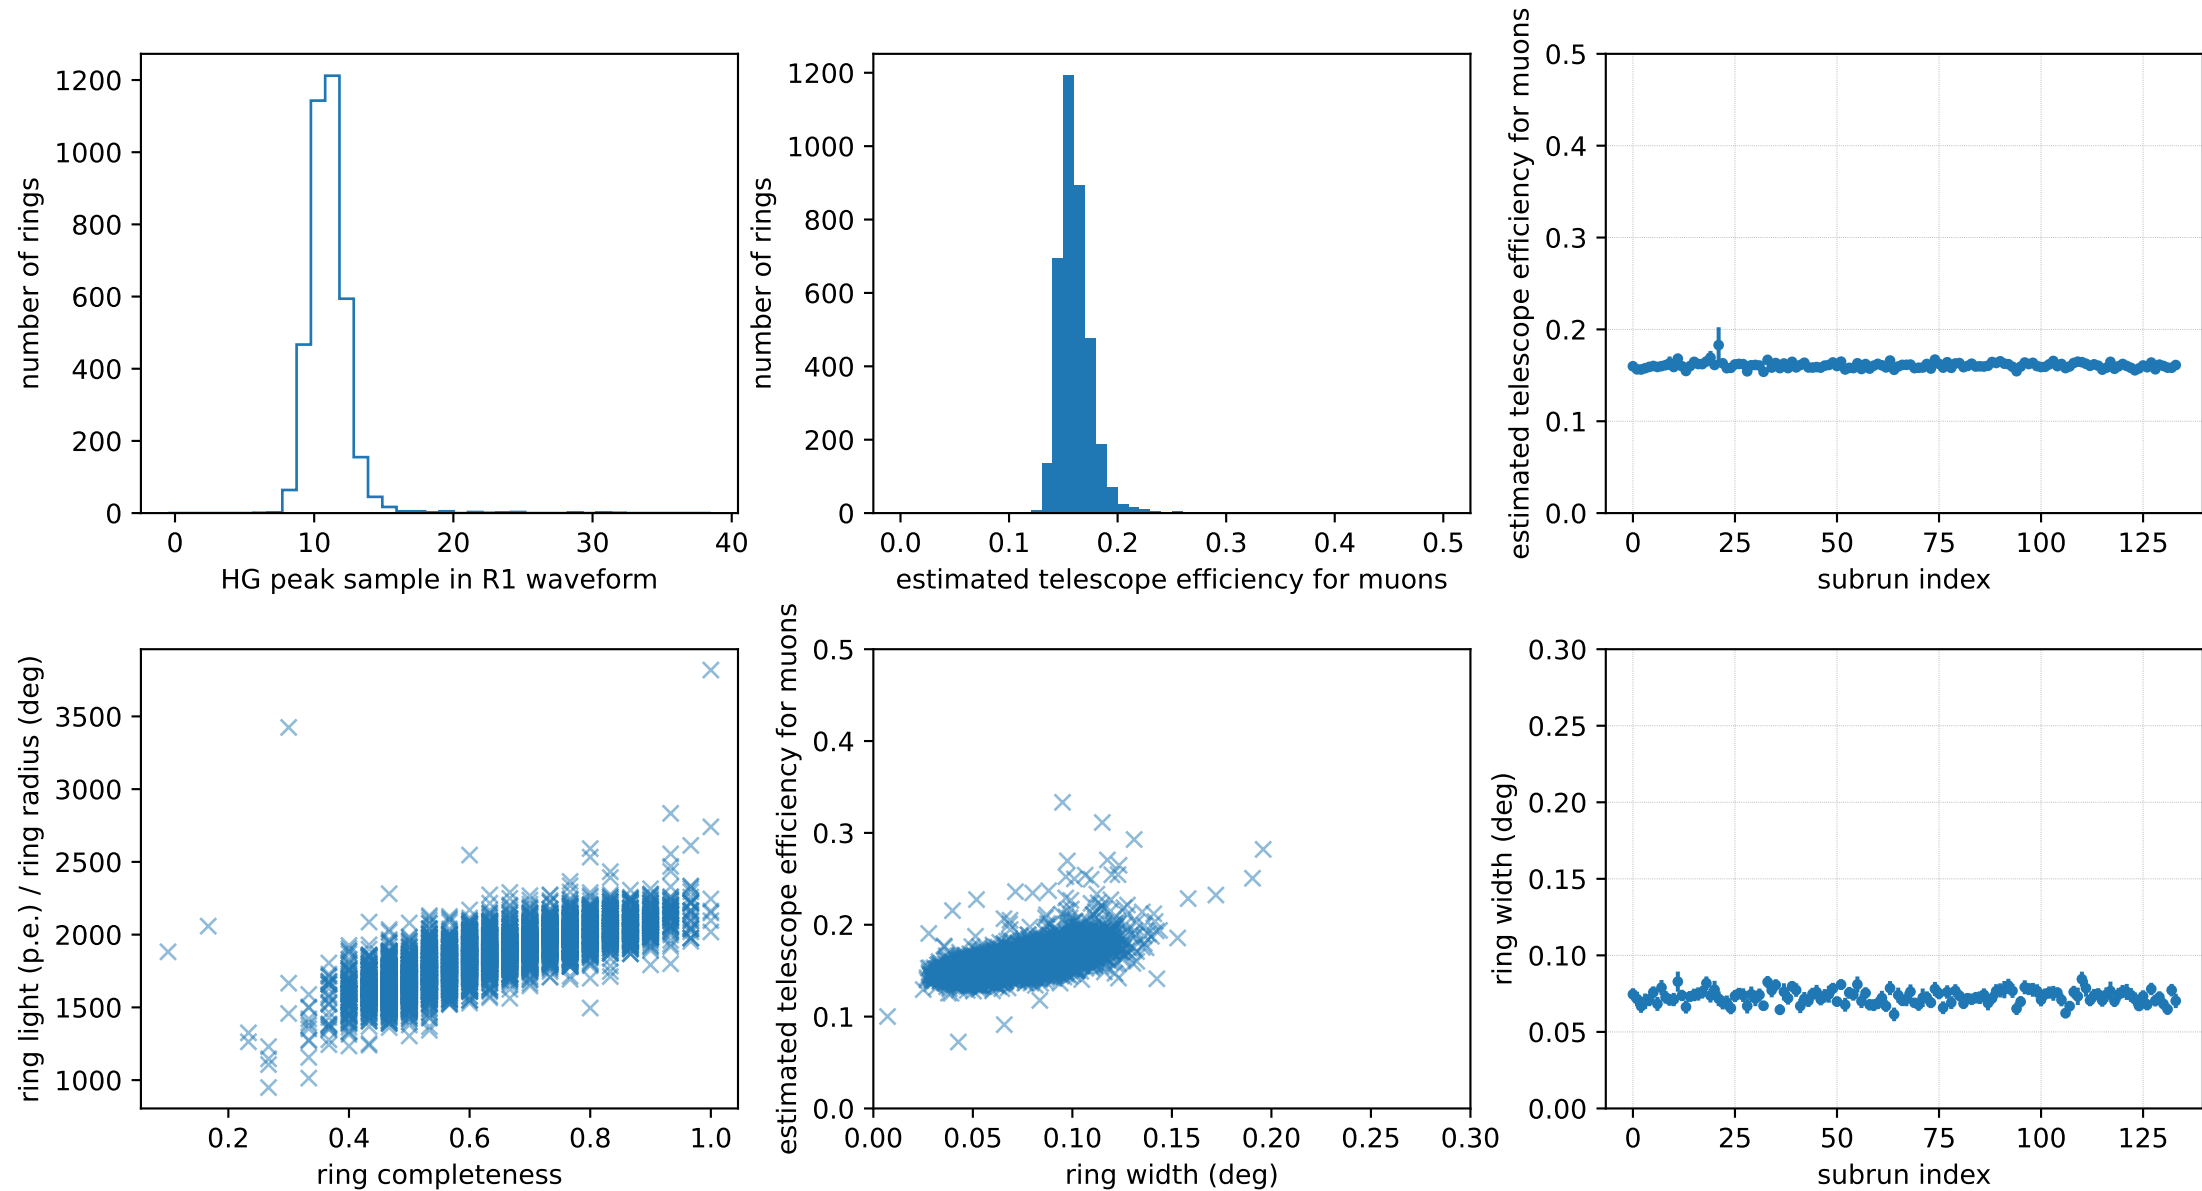 number of rings
1200
1000
800
600
400
200
0
0 10 20 30 40
HG peak sample in R1 waveform
number of rings
1200
1000
800
600
400
200
0
0.0 0.1 0.2 0.3 0.4 0.5
estimated telescope efficiency for muons
estimated telescope efficiency for muons
0.5
0.4
0.3
0.2
0.1
0.0
0 25 50 75 100 125
subrun index
ring light (p.e.) / ring radius (deg)
3500
3000
2500
2000
1500
1000
0.2 0.4 0.6 0.8 1.0
ring completeness
estimated telescope efficiency for muons
0.5
0.4
0.3
0.2
0.1
0.0
0.00 0.05 0.10 0.15 0.20 0.25 0.30
ring width (deg)
ring width (deg)
0.30
0.25
0.20
0.15
0.10
0.05
0.00
0 25 50 75 100 125
subrun index